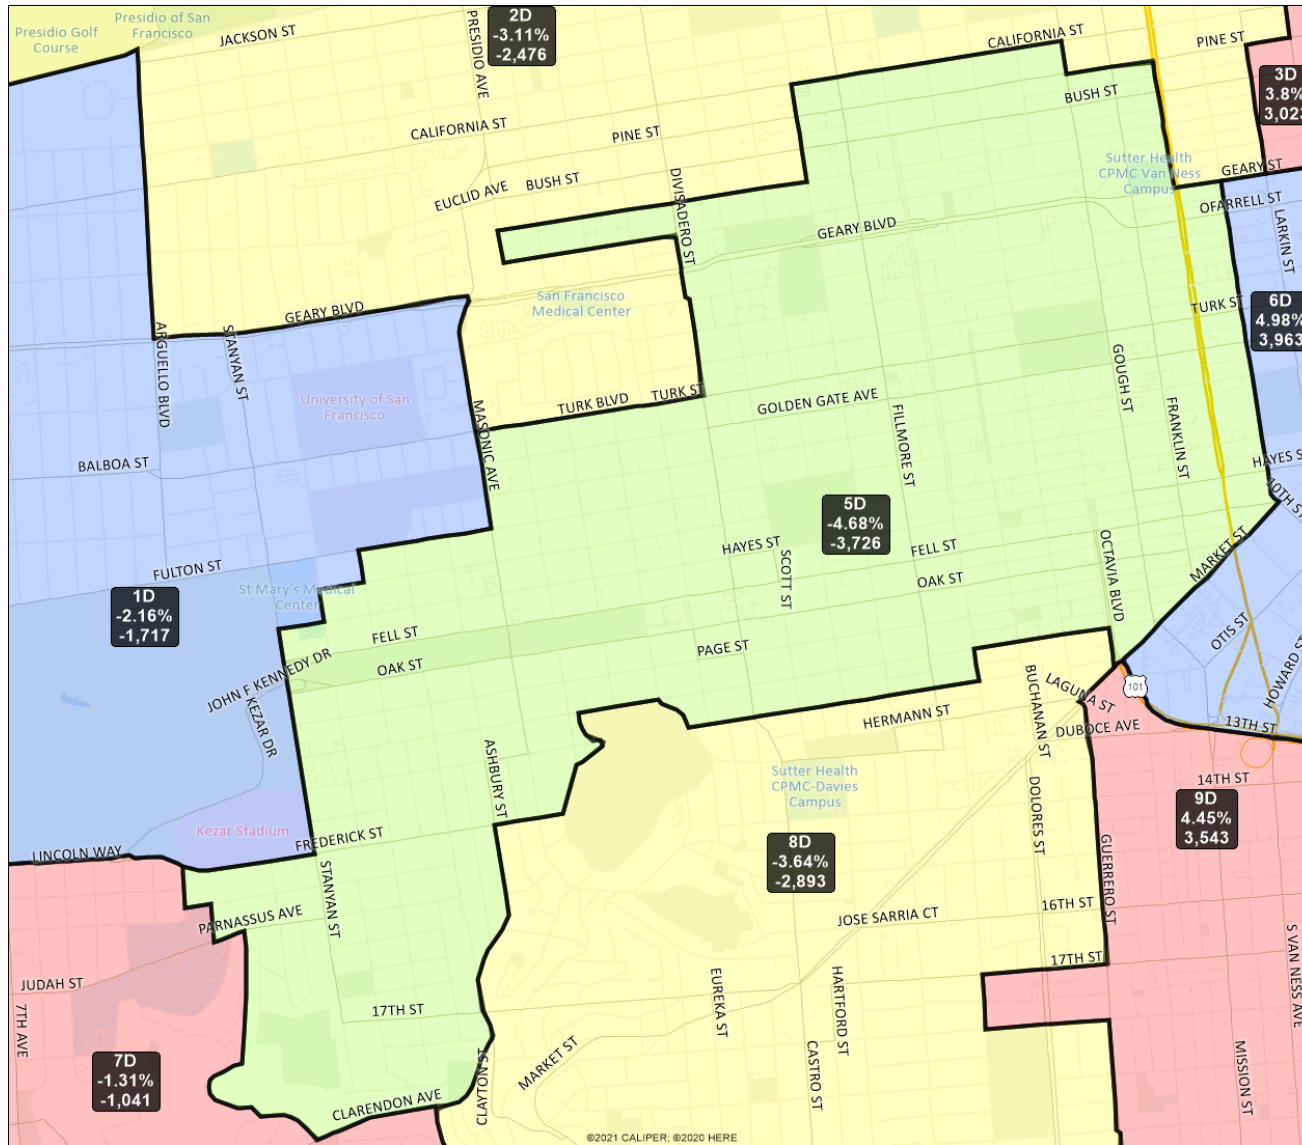 Presidio Golf
Course
Presidio of San
Francisco
JACKSON ST
PRESIDIO AVE
2D
-3.11%
-2,476
CALIFORNIA ST
PINE ST
3D
3.8%
3,023
BUSH ST
CALIFORNIA ST
PINE ST
Sutter Health
CPMC Van Ness
Campus
GEARY ST
EUCLID AVE
BUSH ST
DIVISADERO ST
OFARRELL ST
LARKIN ST
GEARY BLVD
San Francisco
Medical Center
GEARY BLVD
TURK ST
6D
4.98%
3,963
ARGUELLO BLVD
STANYAN ST
University of San
Francisco
MASONIC AVE
TURK BLVD
TURK ST
GOLDEN GATE AVE
FILLMORE ST
GOUGH ST
FRANKLIN ST
BALBOA ST
HAYES S
10TH ST
5D
-4.68%
-3,726
HAYES ST
SCOTT ST
FELL ST
OAK ST
OCTAVIA BLVD
MARKET ST
FULTON ST
St Mary's Medical
Center
1D
-2.16%
-1,717
FELL ST
OAK ST
PAGE ST
OTIS ST
HOWARD ST
JOHN F KENNEDY DR
KEZAR DR
BUCHANAN ST
LAGUNA ST
101
HERMANN ST
DUBOCE AVE
13TH ST
ASHBURY ST
Sutter Health
CPMC-Davies
Campus
DOLORES ST
14TH ST
9D
4.45%
3,543
Kezar Stadium
FREDERICK ST
LINCOLN WAY
8D
-3.64%
-2,893
GUERRERO ST
STANYAN ST
PARNASSUS AVE
JOSE SARRIA CT
16TH ST
17TH ST
S VAN NESS AVE
JUDAH ST
7TH AVE
17TH ST
EUREKA ST
HARTFORD ST
7D
-1.31%
-1,041
CLARENDON AVE
CLAYTON ST
MARKET ST
CASTRO ST
MISSION ST
©2021 CALIPER; ©2020 HERE